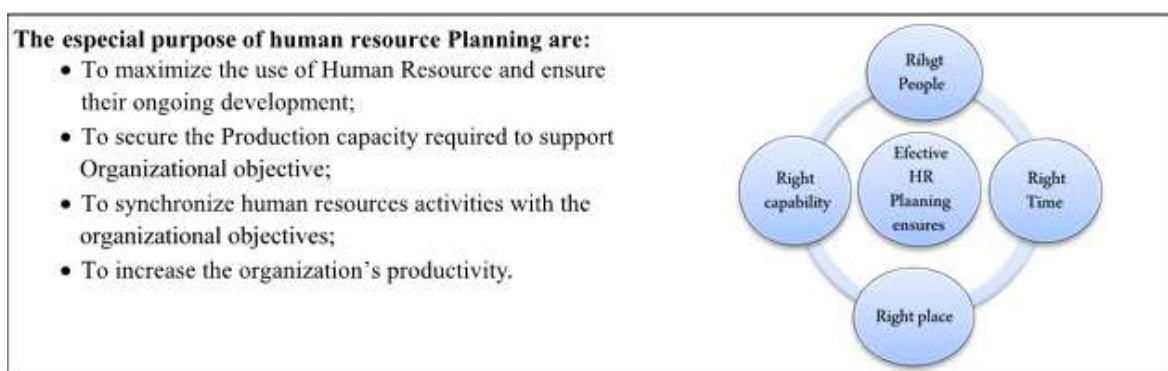 The especial purpose of human resource Planning are:
• To maximize the use of Human Resource and ensure
their ongoing development;
• To secure the Production capacity required to support
Organizational objective;
• To synchronize human resources activities with the
organizational objectives;
• To increase the organization's productivity.
Rihgt
People
Efective
HR
Plaaning
ensures
Right
capability
Right
Time
Right place